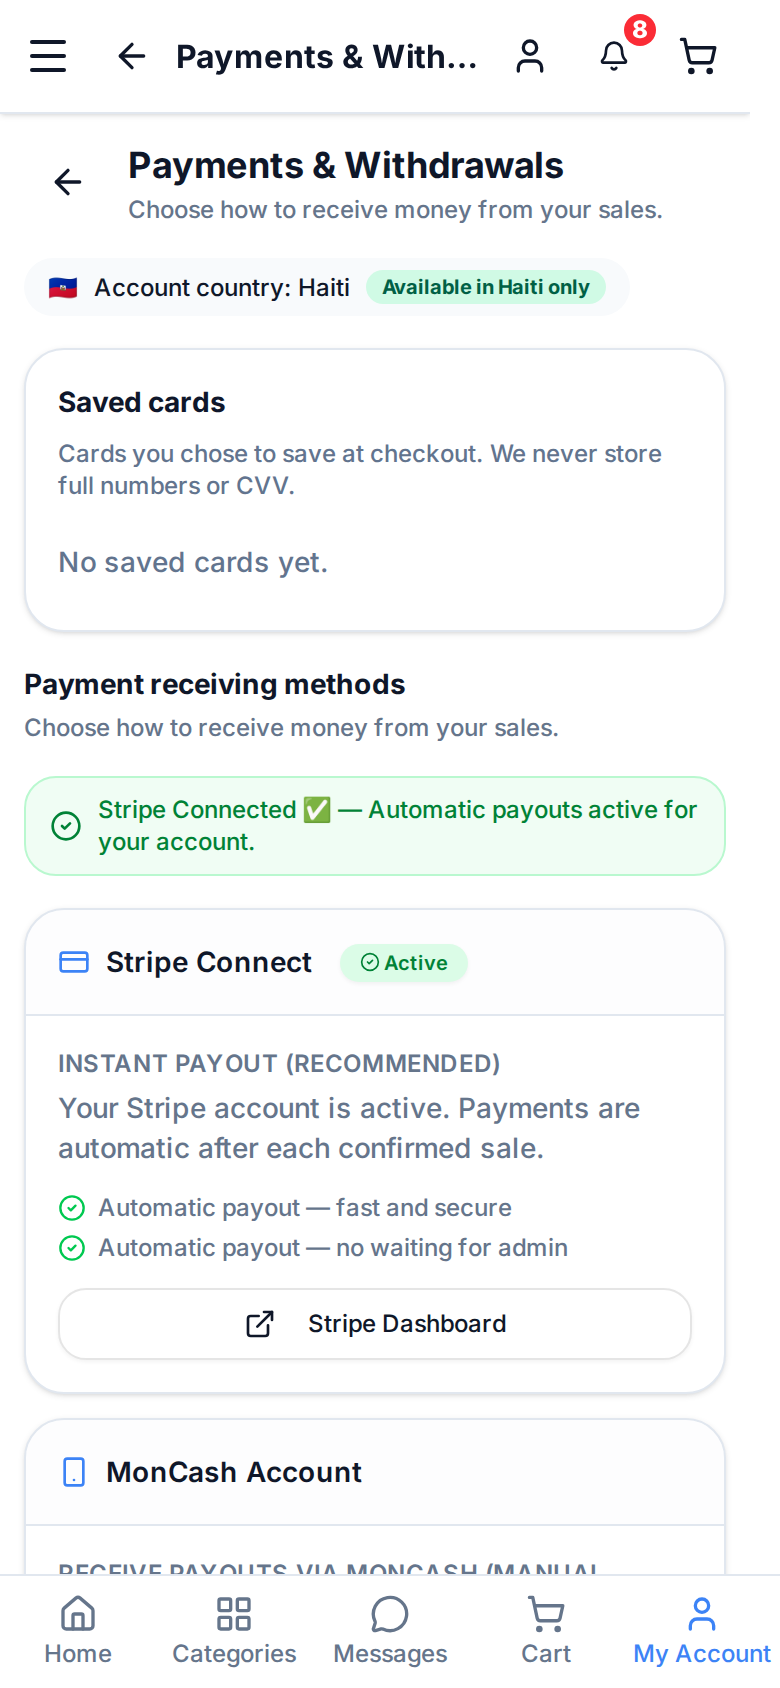 Payments & With...
8
Payments & Withdrawals
Choose how to receive money from your sales.
Account country: Haiti
Available in Haiti only
Saved cards
Cards you chose to save at checkout. We never store
full numbers or CVV.
No saved cards yet.
Payment receiving methods
Choose how to receive money from your sales.
Stripe Connected ✅ — Automatic payouts active for
your account.
Stripe Connect
Active
INSTANT PAYOUT (RECOMMENDED)
Your Stripe account is active. Payments are
automatic after each confirmed sale.
Automatic payout — fast and secure
Automatic payout — no waiting for admin
Stripe Dashboard
MonCash Account
RECEIVE PAYOUTS VIA MONCASH (MANUAL
Home
Categories
Messages
Cart
My Account